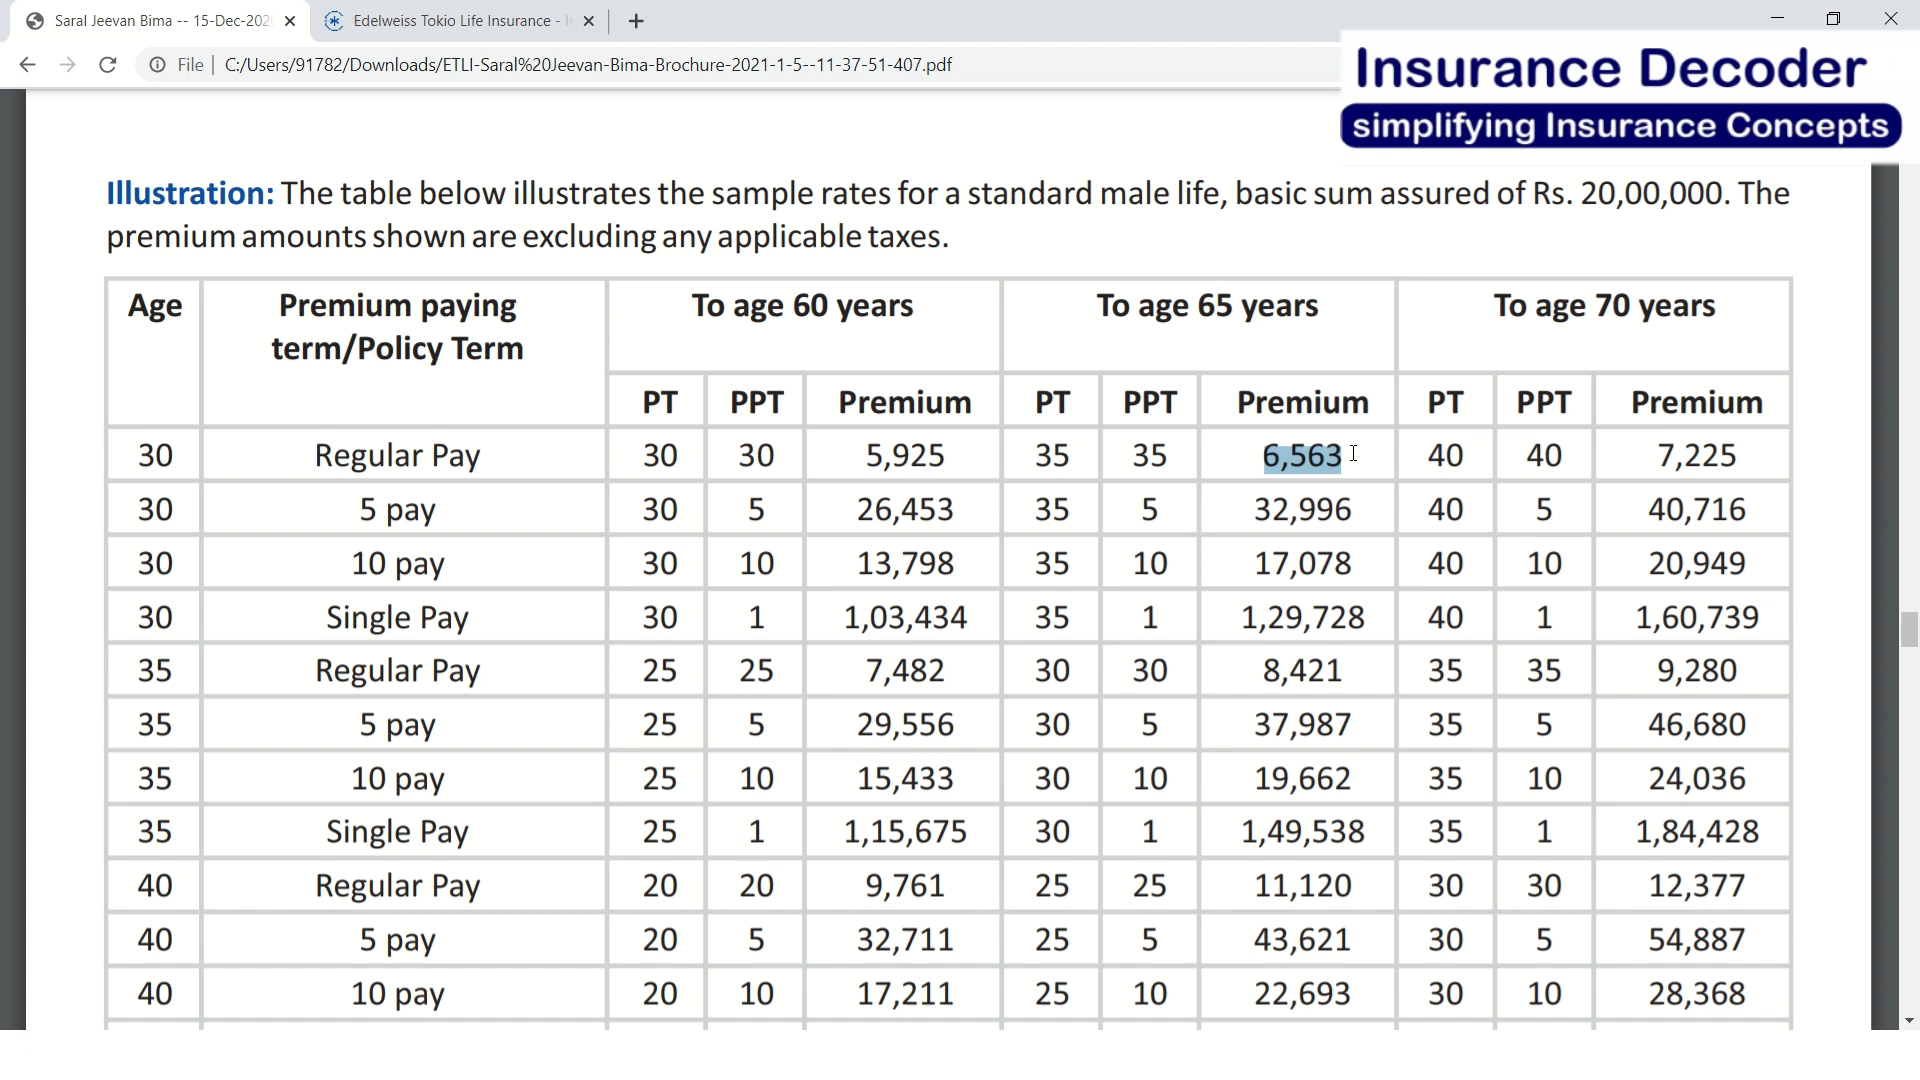 Saral Jeevan Bima -- 15-Dec-202
Edelweiss Tokio Life Insurance -
File | C:/Users/91782/Downloads/ETLI-Saral%20Jeevan-Bima-Brochure-2021-1-5--11-37-51-407.pdf
Insurance Decoder
simplifying Insurance Concepts
Illustration: The table below illustrates the sample rates for a standard male life, basic sum assured of Rs. 20,00,000. The
premium amounts shown are excluding any applicable taxes.
Age Premium paying term/Policy Term To age 60 years To age 65 years To age 70 years
PT PPT Premium PT PPT Premium PT PPT Premium
30 Regular Pay 30 30 5,925 35 35 6,563 40 40 7,225
30 5 pay 30 5 26,453 35 5 32,996 40 5 40,716
30 10 pay 30 10 13,798 35 10 17,078 40 10 20,949
30 Single Pay 30 1 1,03,434 35 1 1,29,728 40 1 1,60,739
35 Regular Pay 25 25 7,482 30 30 8,421 35 35 9,280
35 5 pay 25 5 29,556 30 5 37,987 35 5 46,680
35 10 pay 25 10 15,433 30 10 19,662 35 10 24,036
35 Single Pay 25 1 1,15,675 30 1 1,49,538 35 1 1,84,428
40 Regular Pay 20 20 9,761 25 25 11,120 30 30 12,377
40 5 pay 20 5 32,711 25 5 43,621 30 5 54,887
40 10 pay 20 10 17,211 25 10 22,693 30 10 28,368